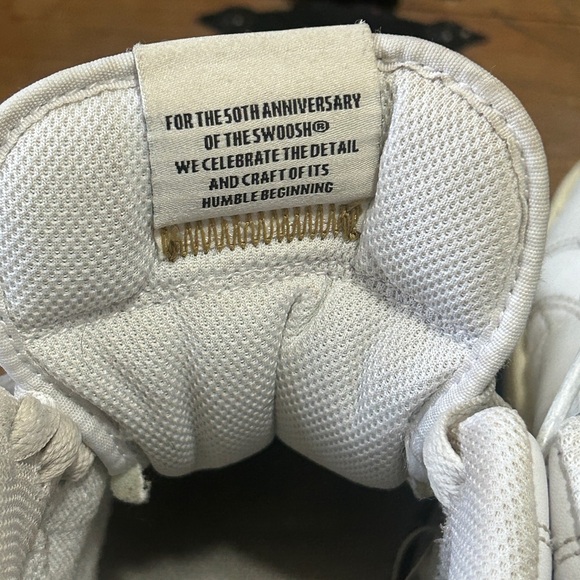 FOR THE 50TH ANNIVERSARY
OF THE SWOOSH®
WE CELEBRATE THE DETAIL
AND CRAFT OF ITS
HUMBLE BEGINNING